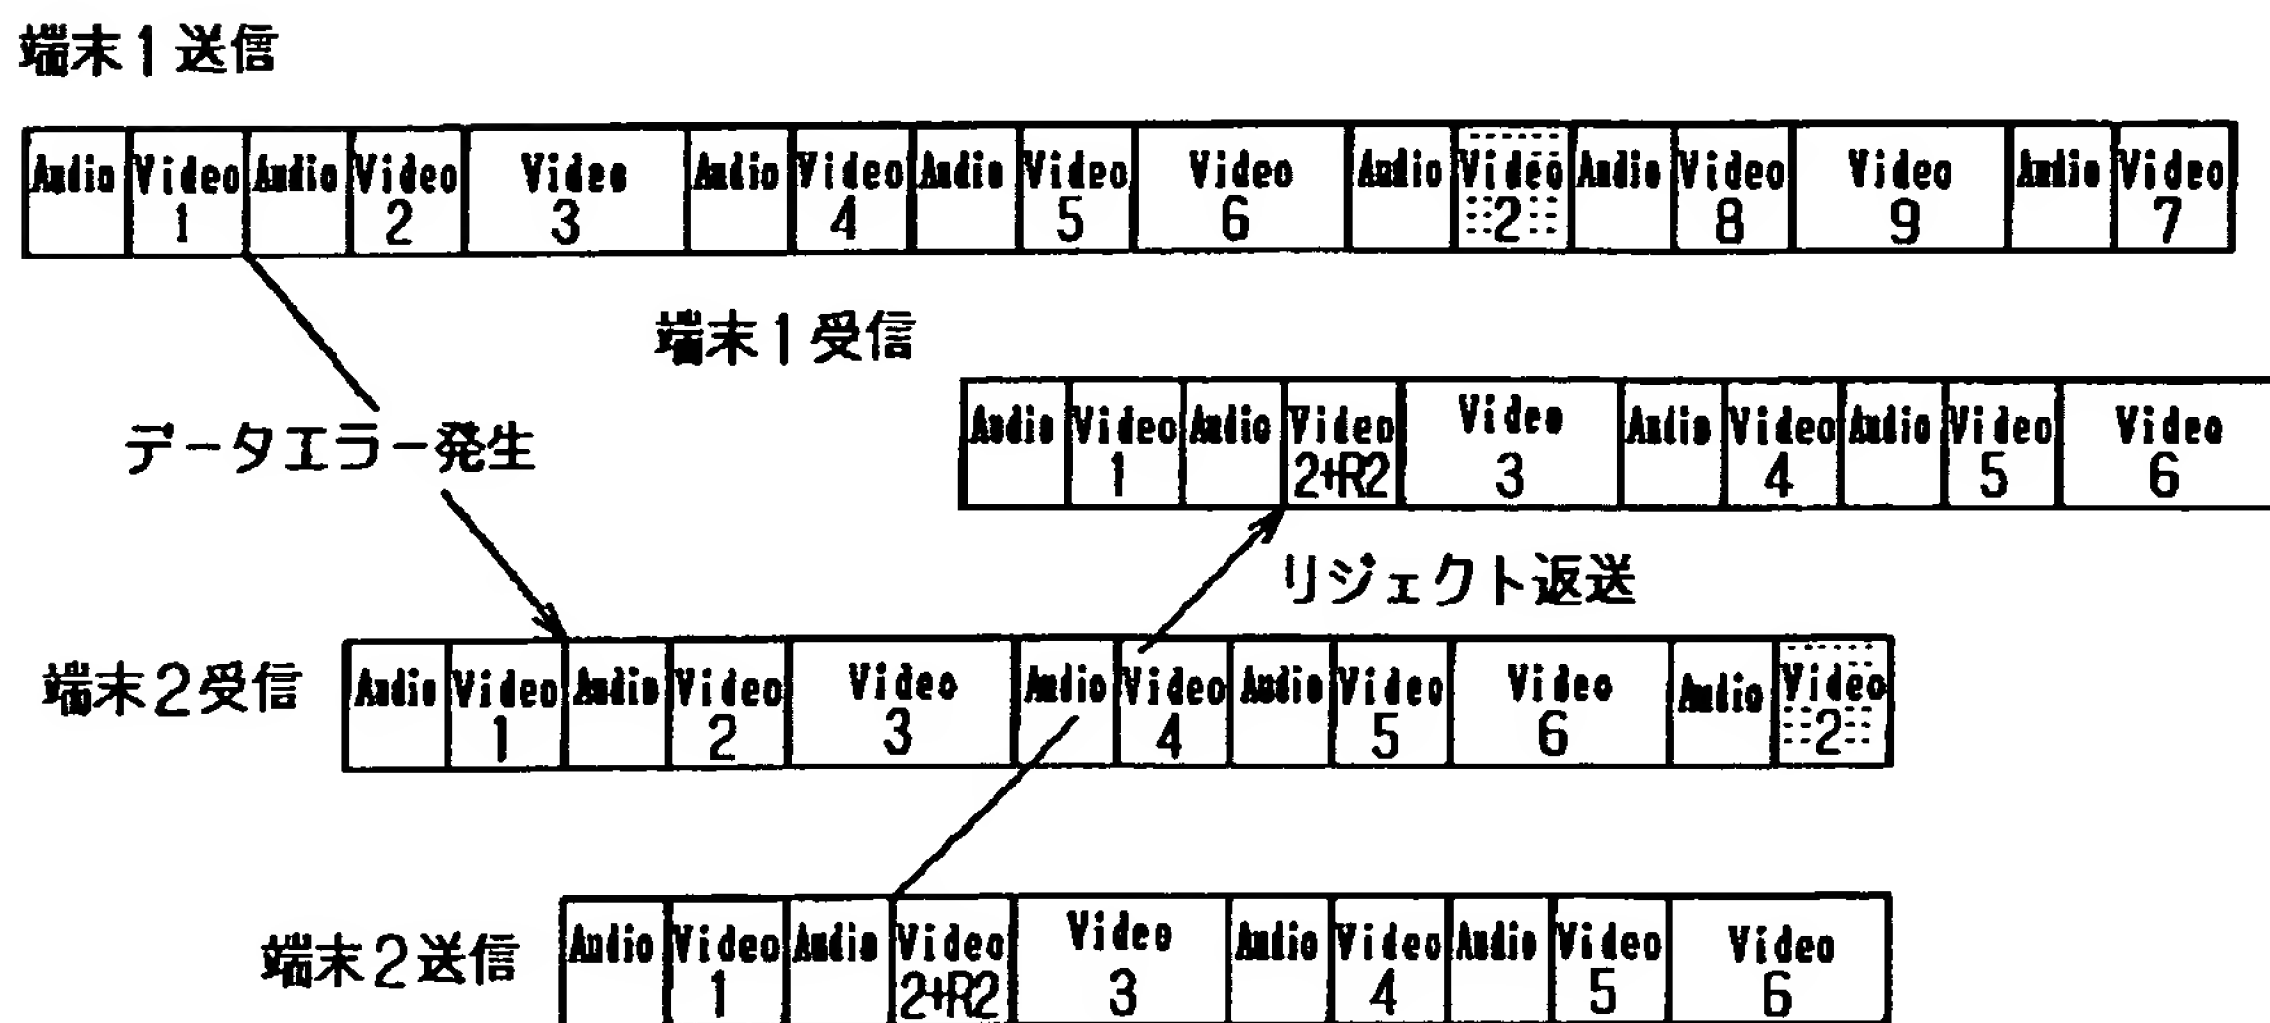 端末1送信
Audio Video Audio Video Video Audio Video Audio Video Video Audio Video Audio Video Video Audio Video
1 2 3 4 5 6 2 8 9 7
端末1受信
Audio Video Audio Video Video Audio Video Audio Video Video
1 2+R2 3 4 5 6
データエラー発生
リジェクト返送
端末2受信
Audio Video Audio Video Video Audio Video Audio Video Video Audio Video
1 2 3 4 5 6 2
端末2送信
Audio Video Audio Video Video Audio Video Audio Video Video
1 2+R2 3 4 5 6